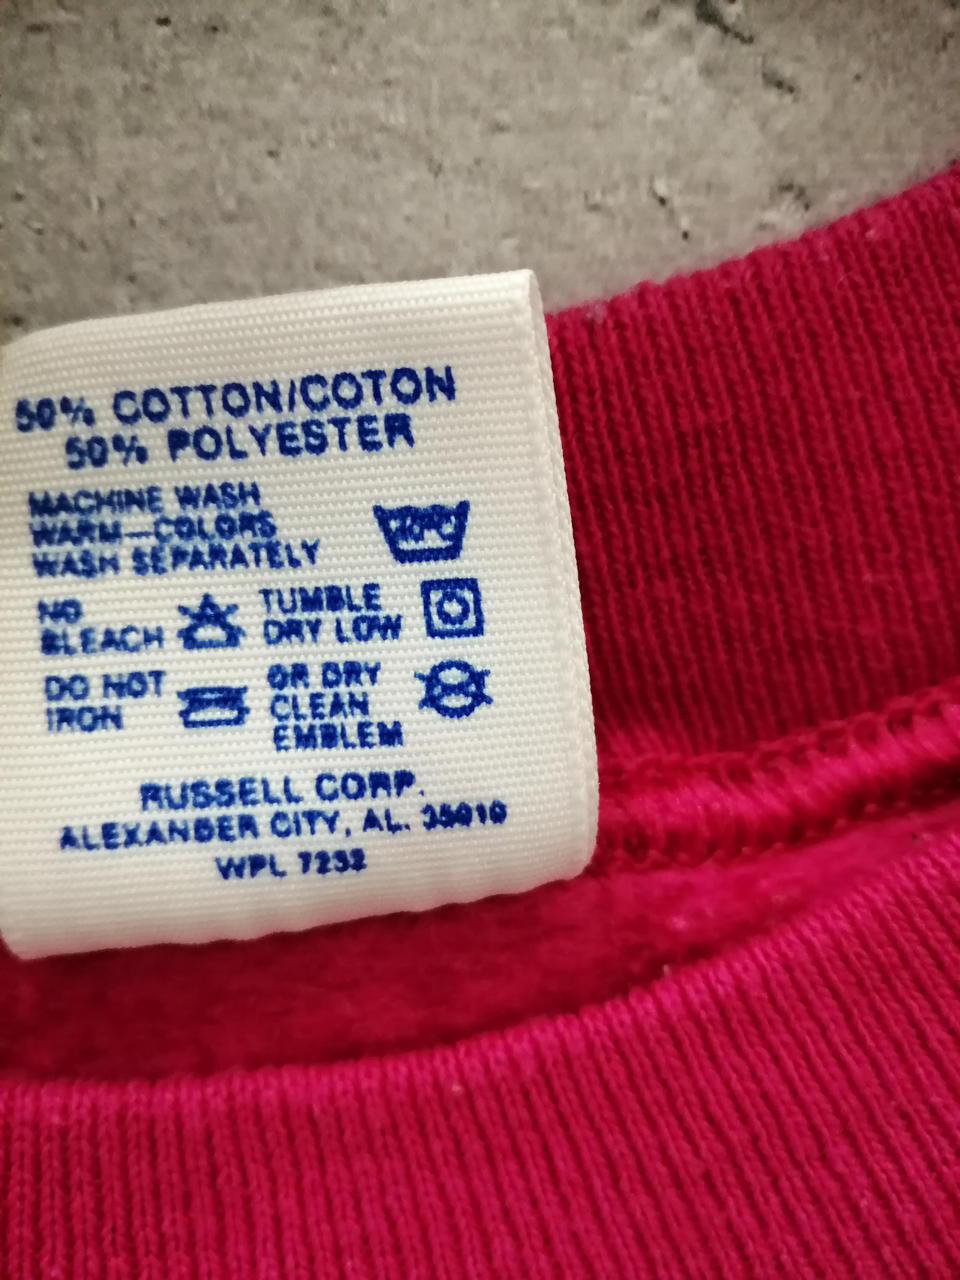 50% COTTON/COTON
50% POLYESTER
MACHINE WASH
WARM—COLORS
WASH SEPARATELY
NO
BLEACH
TUMBLE
DRY LOW
DO NOT
IRON
OR DRY
CLEAN
EMBLEM
RUSSELL CORP.
ALEXANDER CITY, AL. 35010
WPL 7232